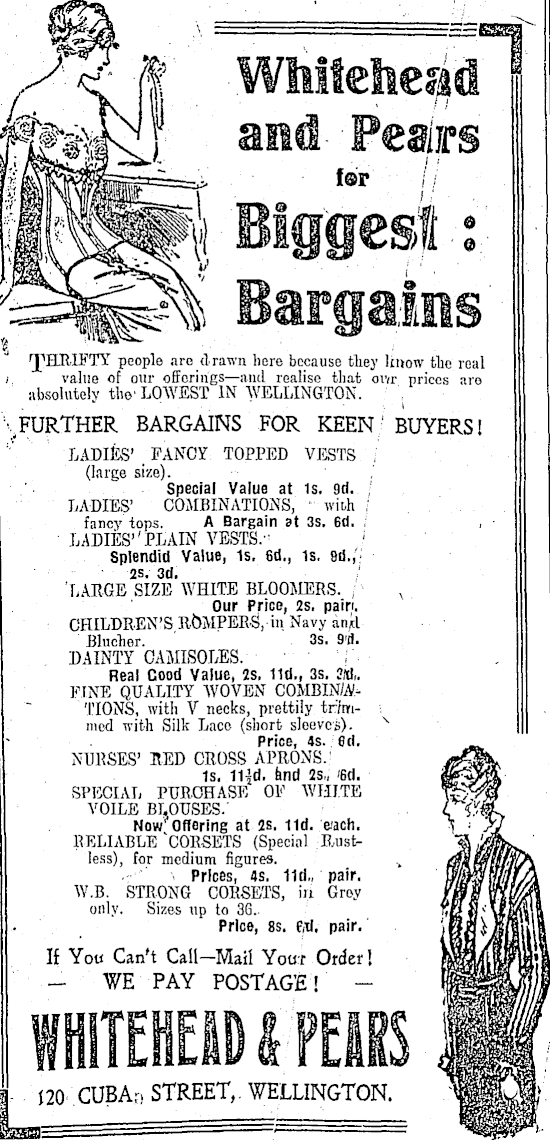 Whitehead
and Pears
for
Biggest :
Bargains
THRIFTY people are drawn here because they know the real
value of our offerings—and realise that our prices are
absolutely the LOWEST IN WELLINGTON.
FURTHER BARGAINS FOR KEEN BUYERS!
LADIES' FANCY TOPPED VESTS
(large size).
Special Value at 1s. 9d.
LADIES' COMBINATIONS, with
fancy tops. A Bargain at 3s. 6d.
LADIES' PLAIN VESTS.
Splendid Value, 1s. 6d., 1s. 9d.,
2s. 3d.
LARGE SIZE WHITE BLOOMERS.
Our Price, 2s. pair.
CHILDREN'S ROMPERS, in Navy and
Blucher. 3s. 9d.
DAINTY CAMISOLES.
Real Good Value, 2s. 11d., 3s. 3d.
FINE QUALITY WOVEN COMBINA-
TIONS, with V necks, prettily trim-
med with Silk Lace (short sleeves).
Price, 4s. 6d.
NURSES' RED CROSS APRONS.
1s. 11½d. and 2s. 6d.
SPECIAL PURCHASE OF WHITE
VOILE BLOUSES.
Now Offering at 2s. 11d. each.
RELIABLE CORSETS (Special Rust-
less), for medium figures.
Prices, 4s. 11d., pair.
W.B. STRONG CORSETS, in Grey
only. Sizes up to 36.
Price, 8s. 6d. pair.
If You Can't Call—Mail Your Order!
— WE PAY POSTAGE! —
WHITEHEAD & PEARS
120 CUBA STREET, WELLINGTON.